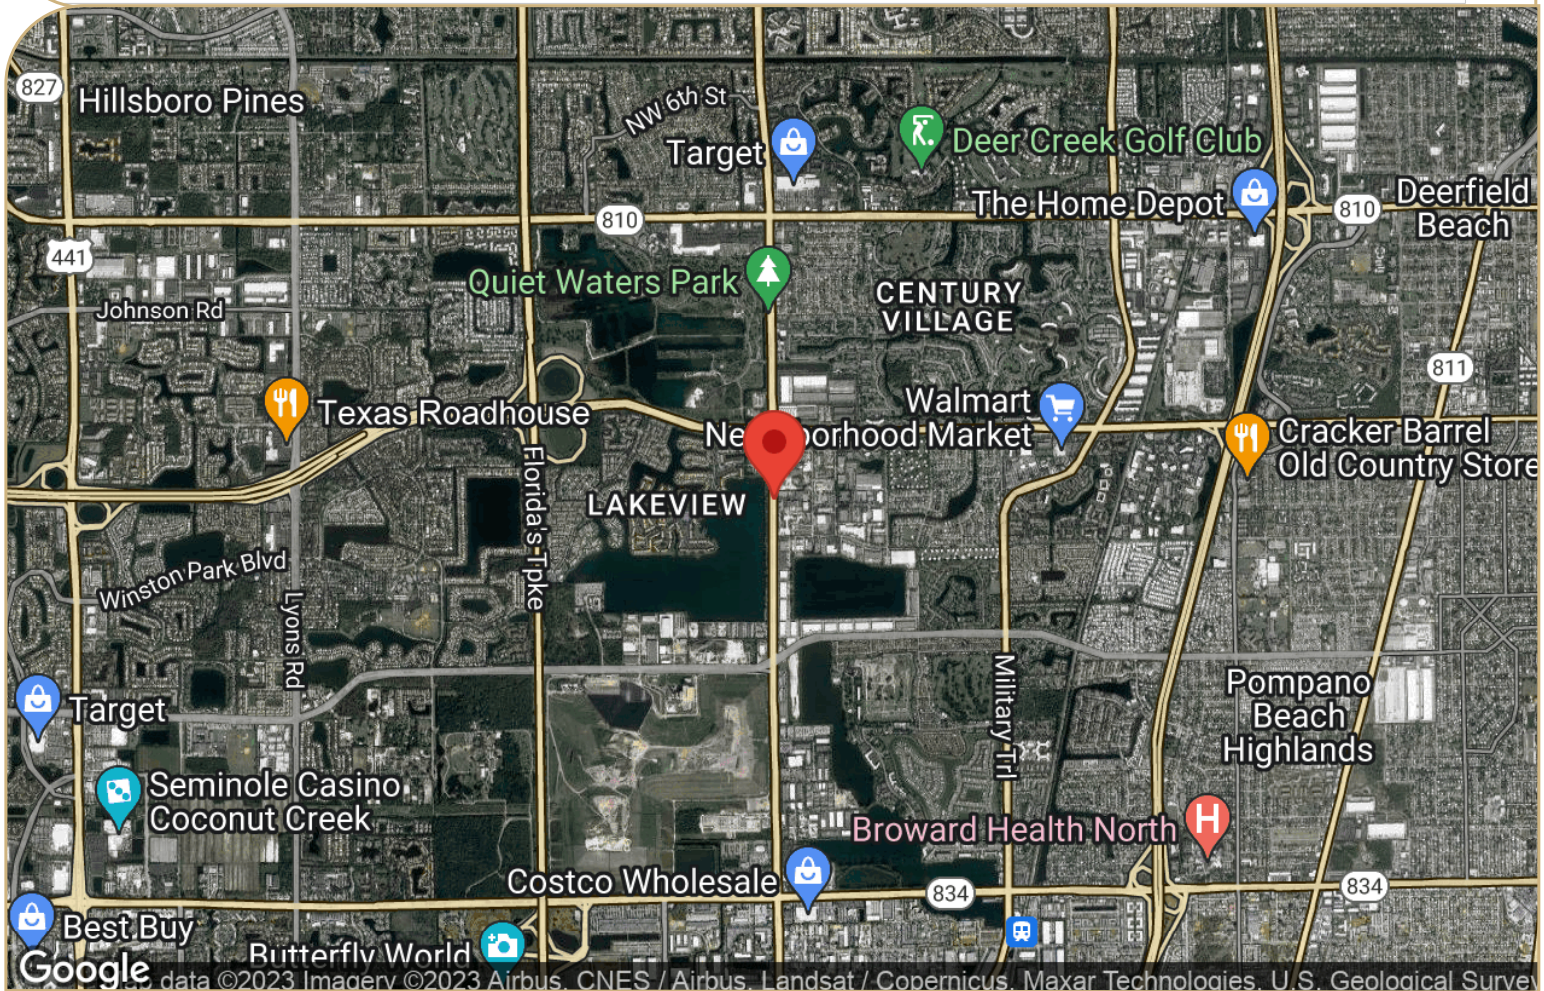 827
Hillsboro Pines
NW 6th St
Target
Deer Creek Golf Club
The Home Depot
810
810
Deerfield
Beach
441
Quiet Waters Park
CENTURY
VILLAGE
Johnson Rd
811
Texas Roadhouse
Walmart
Neighborhood Market
Cracker Barrel
Old Country Store
LAKEVIEW
Florida's Tpke
Winston Park Blvd
Lyons Rd
Military Trl
Target
Pompano
Beach
Highlands
Seminole Casino
Coconut Creek
Broward Health North
H
Costco Wholesale
834
834
Best Buy
Butterfly World
Google
data ©2023 Imagery ©2023 Airbus, CNES / Airbus, Landsat / Copernicus, Maxar Technologies, U.S. Geological Survey